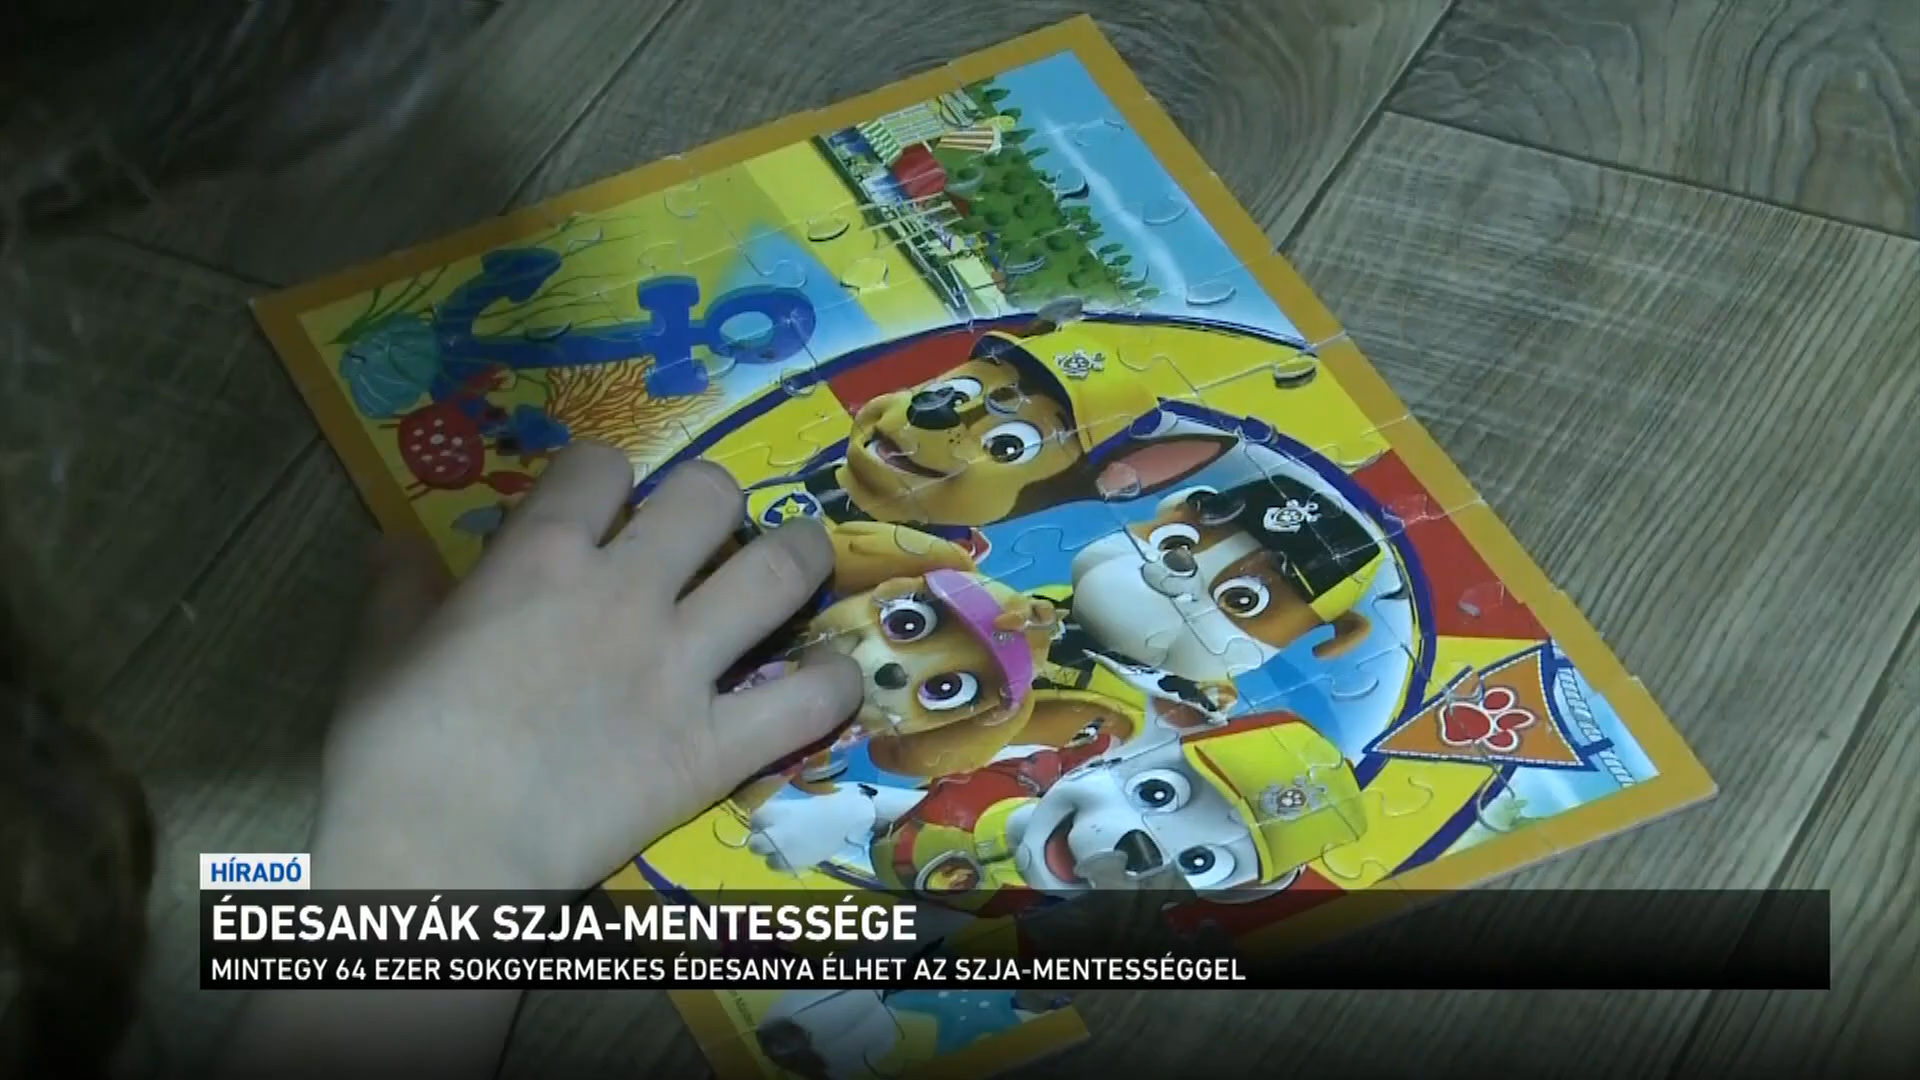 HÍRADÓ
ÉDESANYÁK SZJA-MENTESSÉGE
MINTEGY 64 EZER SOKGYERMEKES ÉDESANYA ÉLHET AZ SZJA-MENTESSÉGGEL